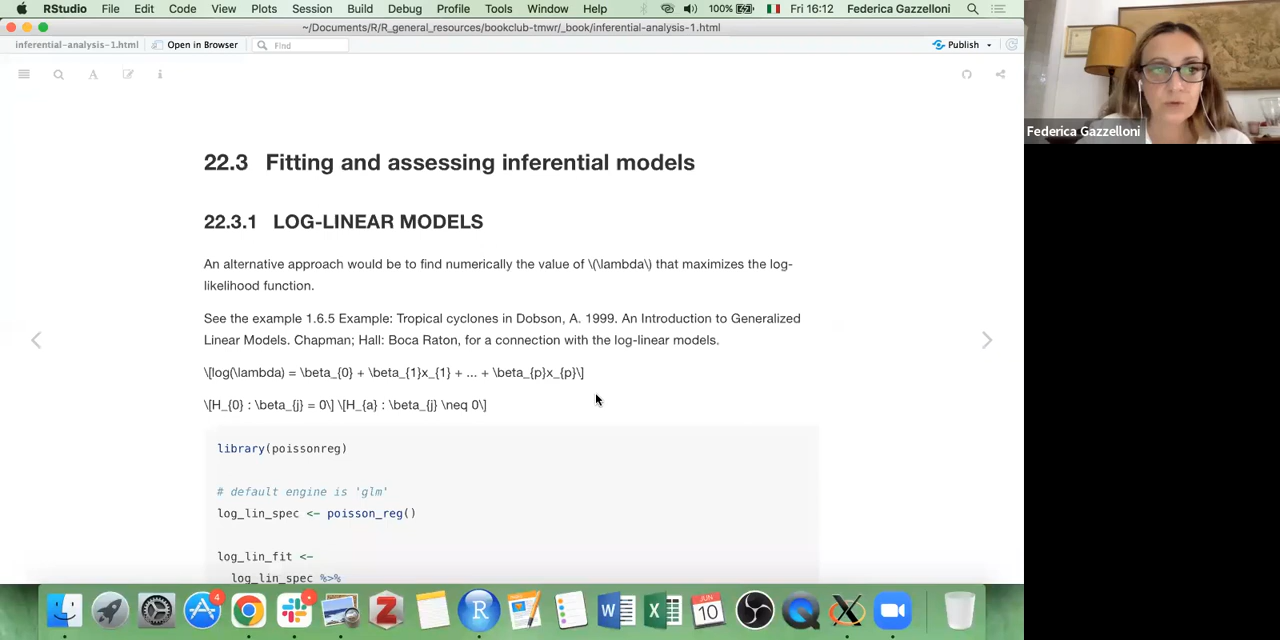 RStudio File Edit Code View Plots Session Build Debug Profile Tools Window Help 100% Fri 16:12 Federica Gazzelloni
~/Documents/R/R_general_resources/bookclub-tmwr/_book/inferential-analysis-1.html
inferential-analysis-1.html Open in Browser Find Publish
Federica Gazzelloni
22.3 Fitting and assessing inferential models
22.3.1 LOG-LINEAR MODELS
An alternative approach would be to find numerically the value of \(\lambda\) that maximizes the log-
likelihood function.
See the example 1.6.5 Example: Tropical cyclones in Dobson, A. 1999. An Introduction to Generalized
Linear Models. Chapman; Hall: Boca Raton, for a connection with the log-linear models.
\[log(\lambda) = \beta_{0} + \beta_{1}x_{1} + ... + \beta_{p}x_{p}\]
\[H_{0} : \beta_{j} = 0\] \[H_{a} : \beta_{j} \neq 0\]
library(poissonreg)
# default engine is 'glm'
log_lin_spec <- poisson_reg()
log_lin_fit <-
log_lin_spec %>%
4
JUN
10